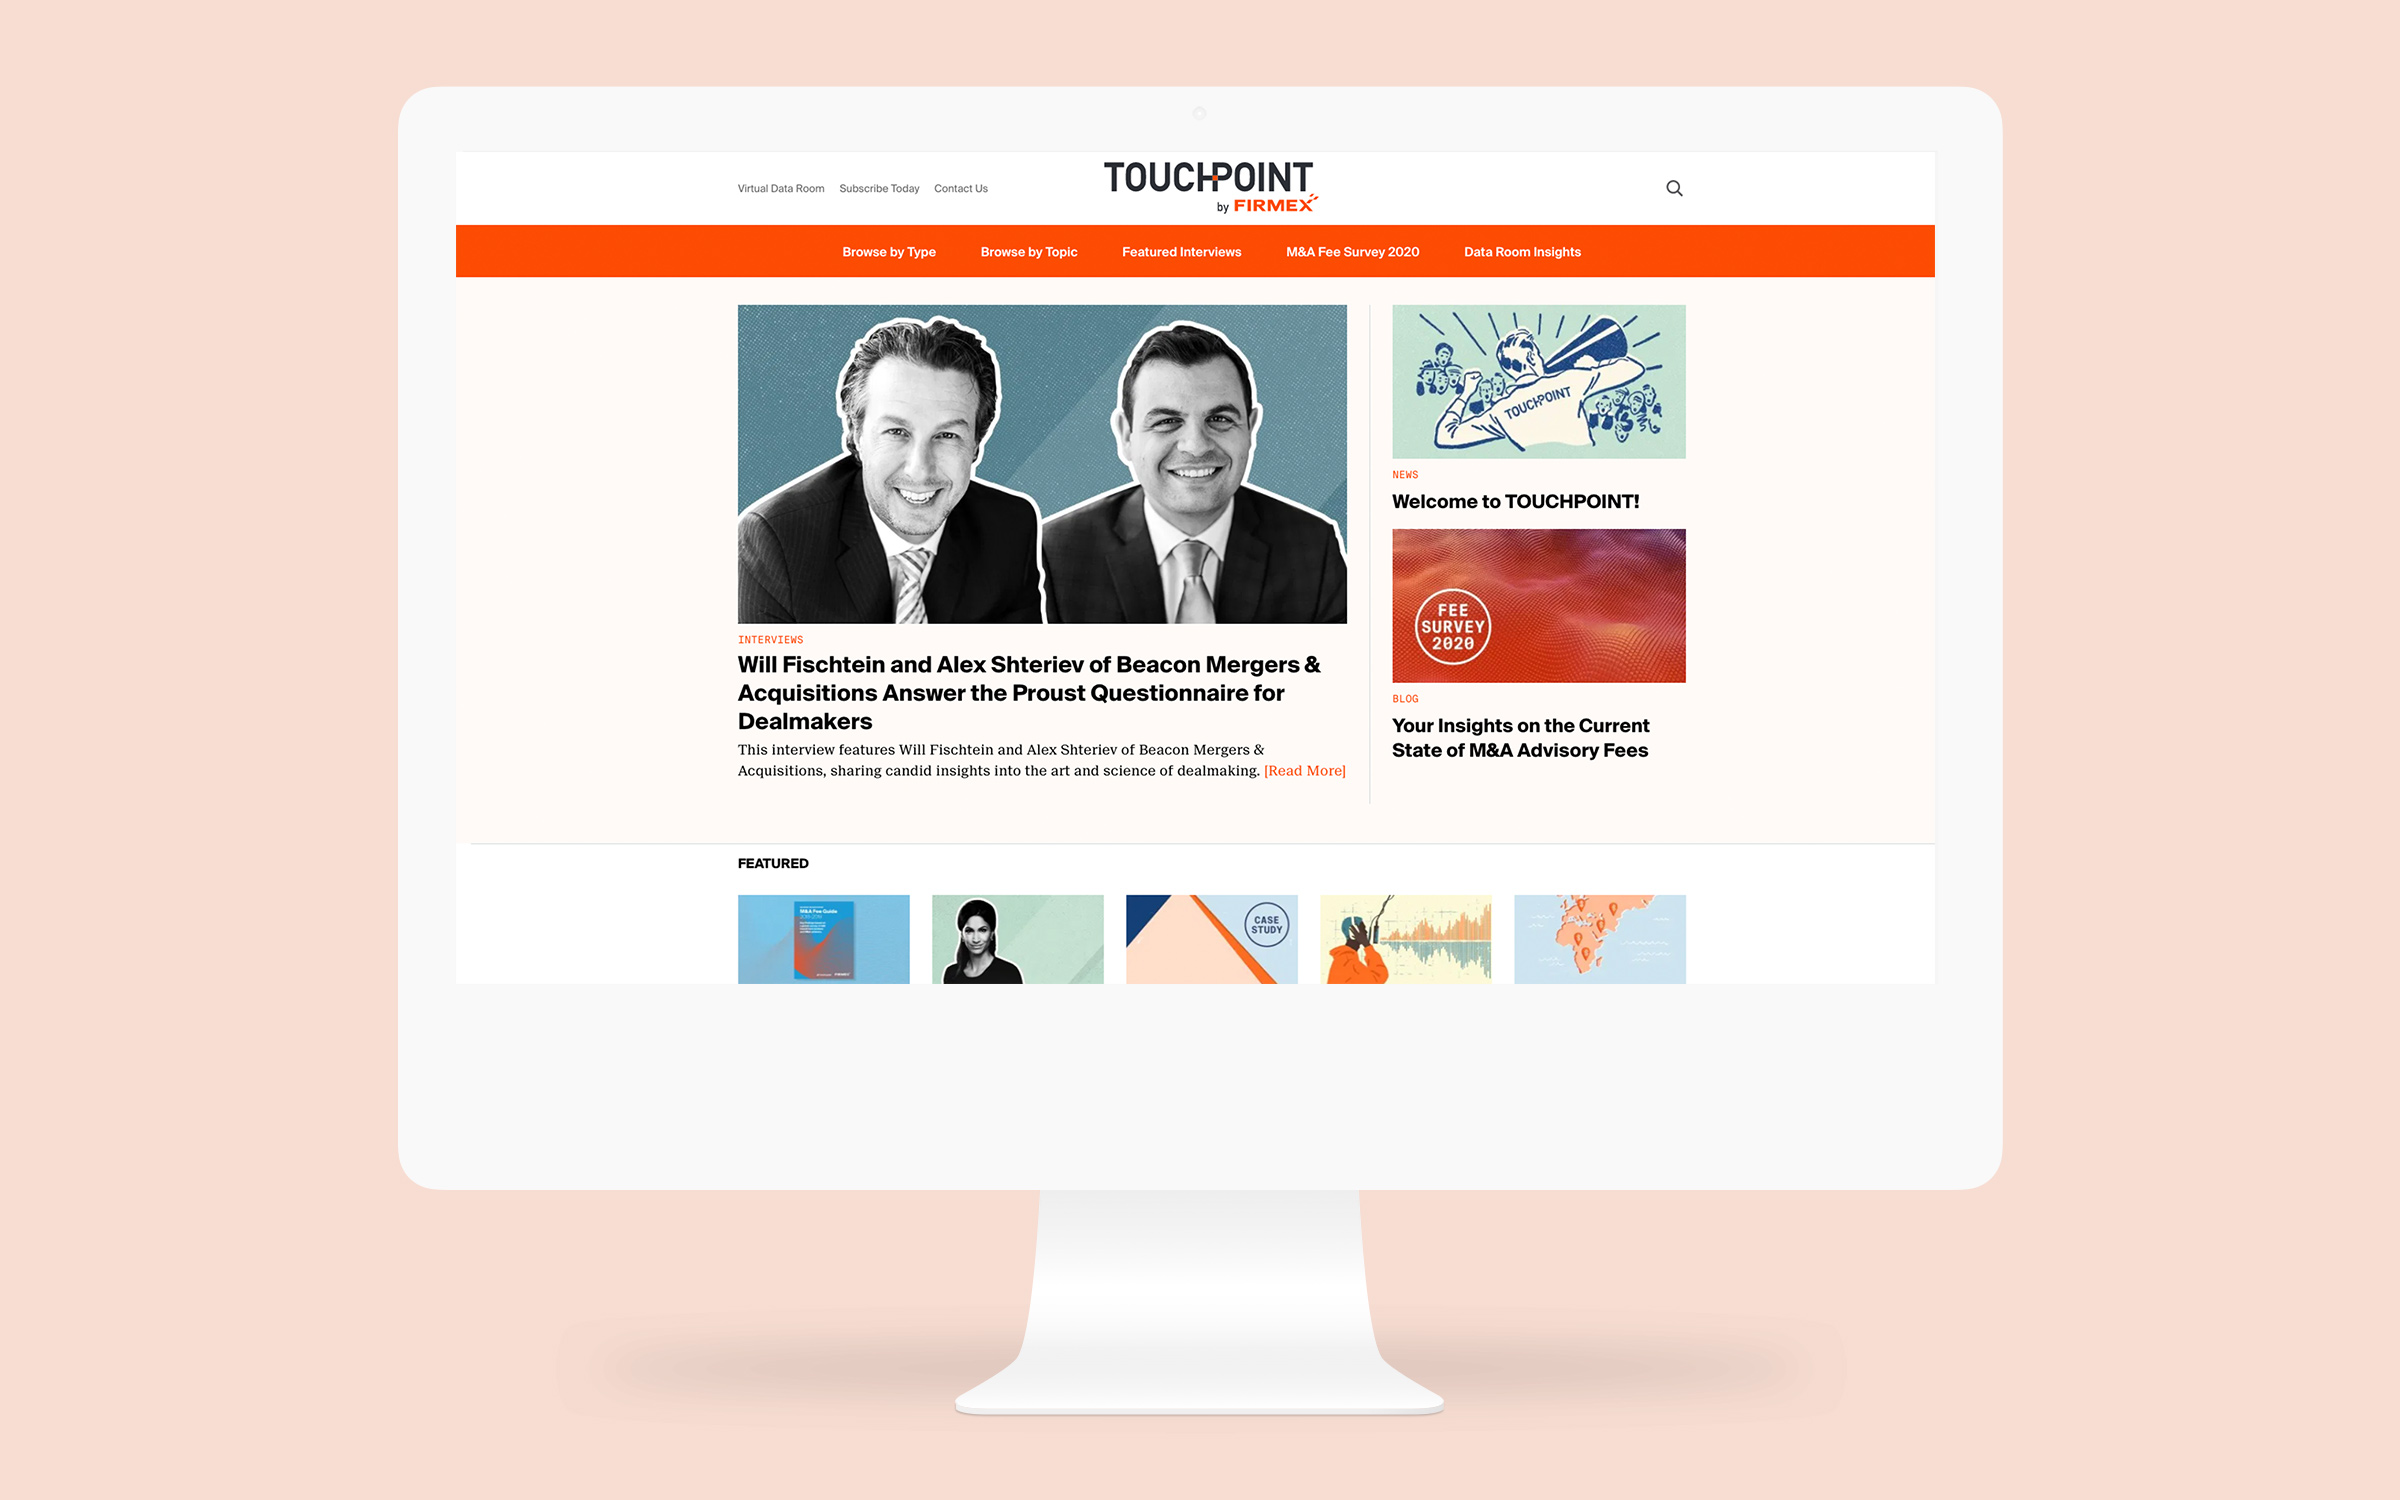 Virtual Data Room Subscribe Today Contact Us
TOUCHPOINT
by FIRMEX
Browse by Type Browse by Topic Featured Interviews M&A Fee Survey 2020 Data Room Insights
INTERVIEWS
Will Fischtein and Alex Shteriev of Beacon Mergers &
Acquisitions Answer the Proust Questionnaire for
Dealmakers
This interview features Will Fischtein and Alex Shteriev of Beacon Mergers &
Acquisitions, sharing candid insights into the art and science of dealmaking. [Read More]
TOUCHPOINT
NEWS
Welcome to TOUCHPOINT!
FEE
SURVEY
2020
BLOG
Your Insights on the Current
State of M&A Advisory Fees
FEATURED
M&A Fee Guide
CASE
STUDY